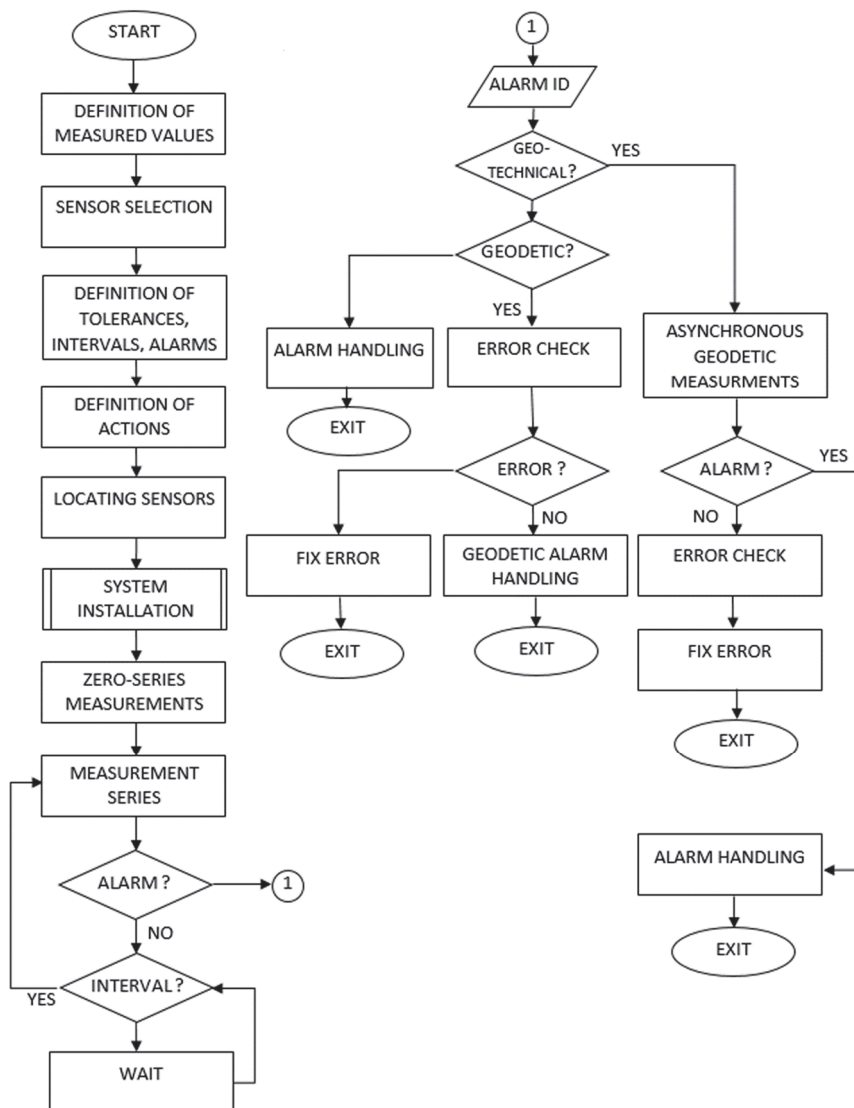 START
DEFINITION OF
MEASURED VALUES
SENSOR SELECTION
DEFINITION OF
TOLERANCES,
INTERVALS, ALARMS
DEFINITION OF
ACTIONS
LOCATING SENSORS
SYSTEM
INSTALLATION
ZERO-SERIES
MEASUREMENTS
MEASUREMENT
SERIES
ALARM ?
1
NO
INTERVAL ?
YES
WAIT
1
ALARM ID
GEO-
TECHNICAL ?
YES
GEODETIC?
YES
ALARM HANDLING
EXIT
ERROR CHECK
ERROR ?
NO
FIX ERROR
EXIT
GEODETIC ALARM
HANDLING
EXIT
ASYNCHRONOUS
GEODETIC
MEASURMENTS
ALARM ?
YES
NO
ERROR CHECK
FIX ERROR
EXIT
ALARM HANDLING
EXIT